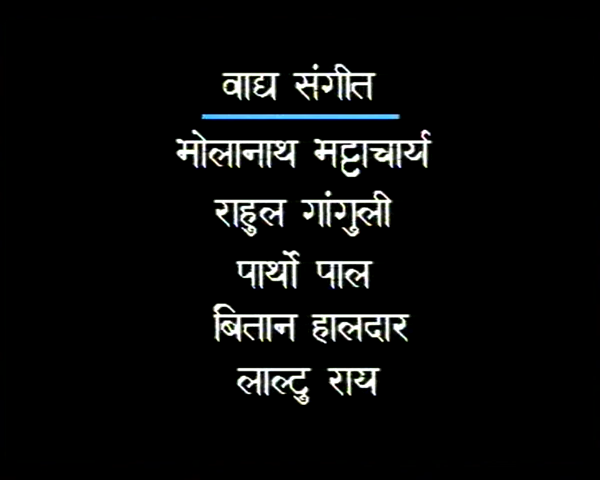 वाद्य संगीत
भोलानाथ भट्टाचार्य
राहुल गांगुली
पार्थो पाल
बितान हालदार
लाल्टु राय